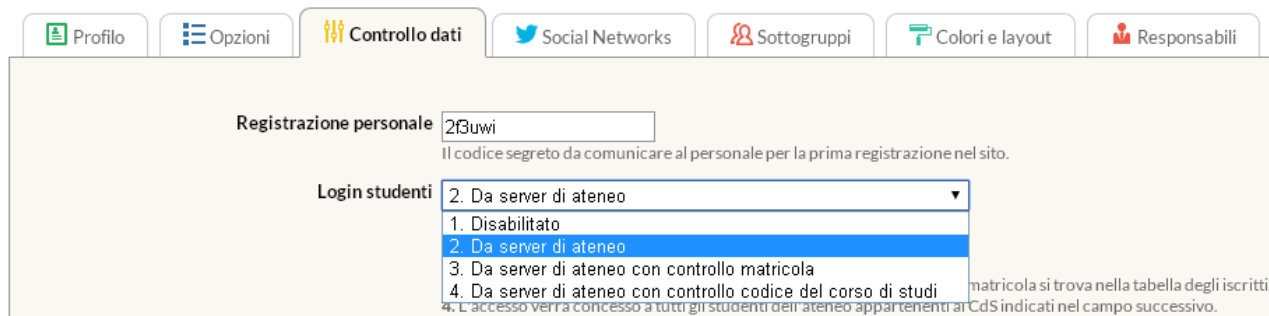 Profilo
Opzioni
Controllo dati
Social Networks
Sottogruppi
Colori e layout
Responsabili
Registrazione personale 2f3uwi
Il codice segreto da comunicare al personale per la prima registrazione nel sito.
Login studenti 2. Da server di ateneo
1. Disabilitato
2. Da server di ateneo
3. Da server di ateneo con controllo matricola
4. Da server di ateneo con controllo codice del corso di studi
matricola si trova nella tabella degli iscritti
4. L'accesso verrà concesso a tutti gli studenti dell'ateneo appartenenti ai CdS indicati nel campo successivo.